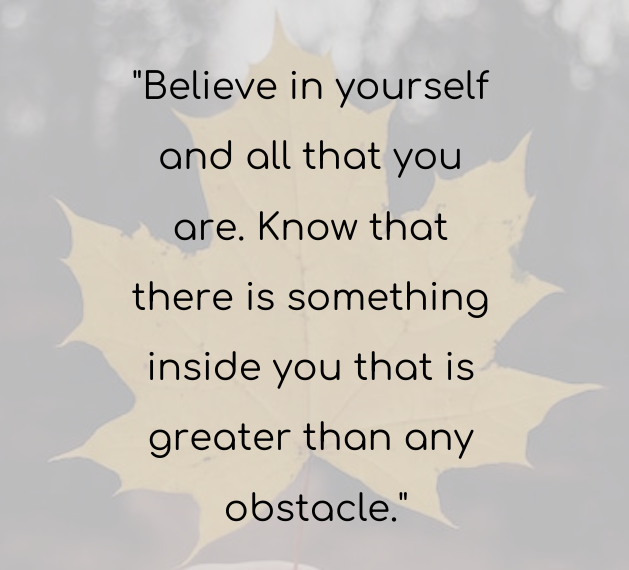 "Believe in yourself
and all that you
are. Know that
there is something
inside you that is
greater than any
obstacle."